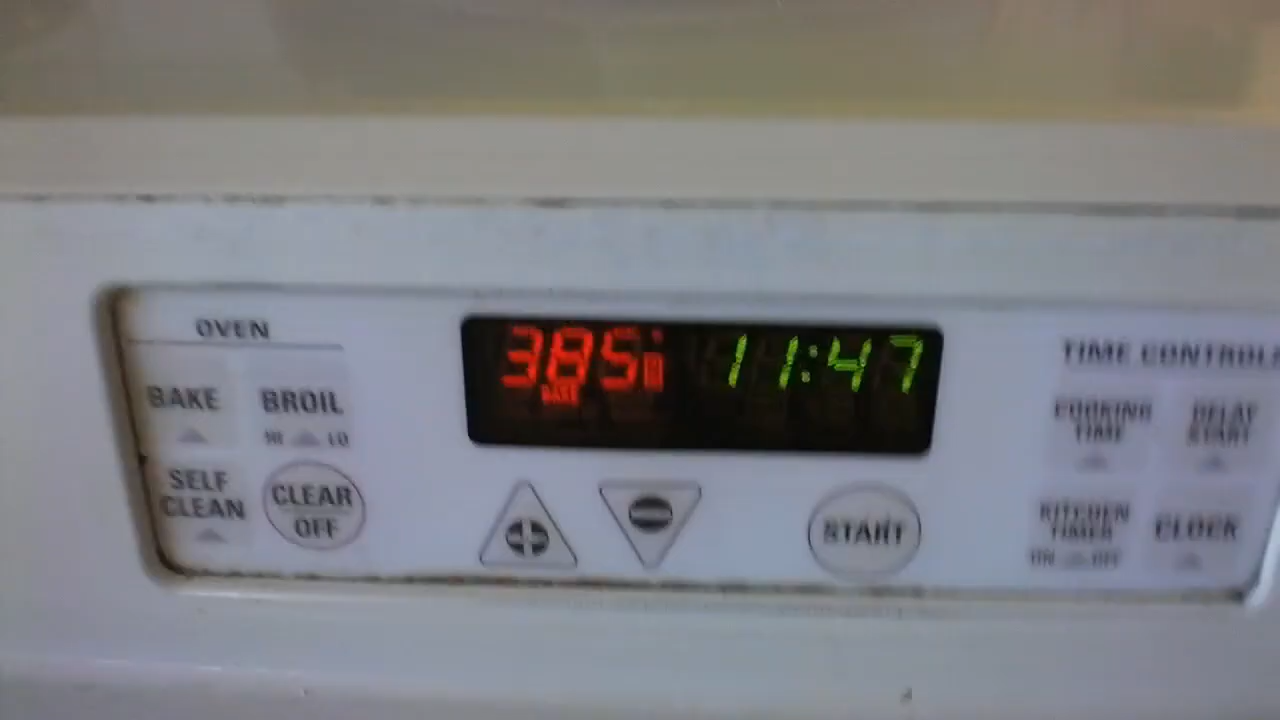 OVEN
BAKE
BROIL
HI LO
SELF
CLEAN
CLEAR
OFF
385°
BAKE
11:47
START
TIME CONTROLS
COOKING
TIME
DELAY
START
KITCHEN
TIMER
ON OFF
CLOCK